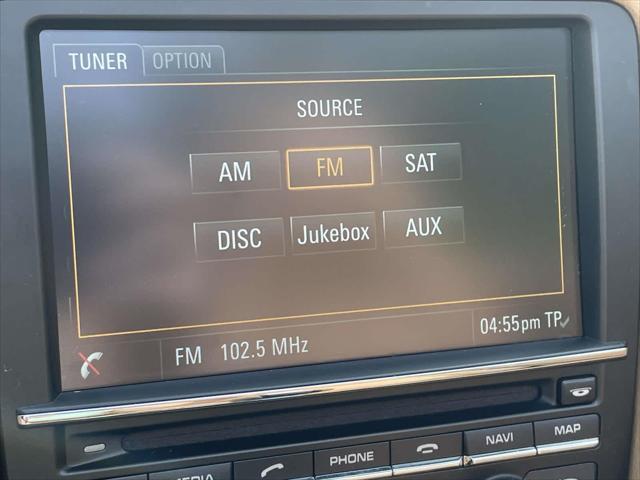 TUNER OPTION
SOURCE
AM FM SAT
DISC Jukebox AUX
FM 102.5 MHz 04:55pm TP
NAVI MAP
PHONE
MEDIA